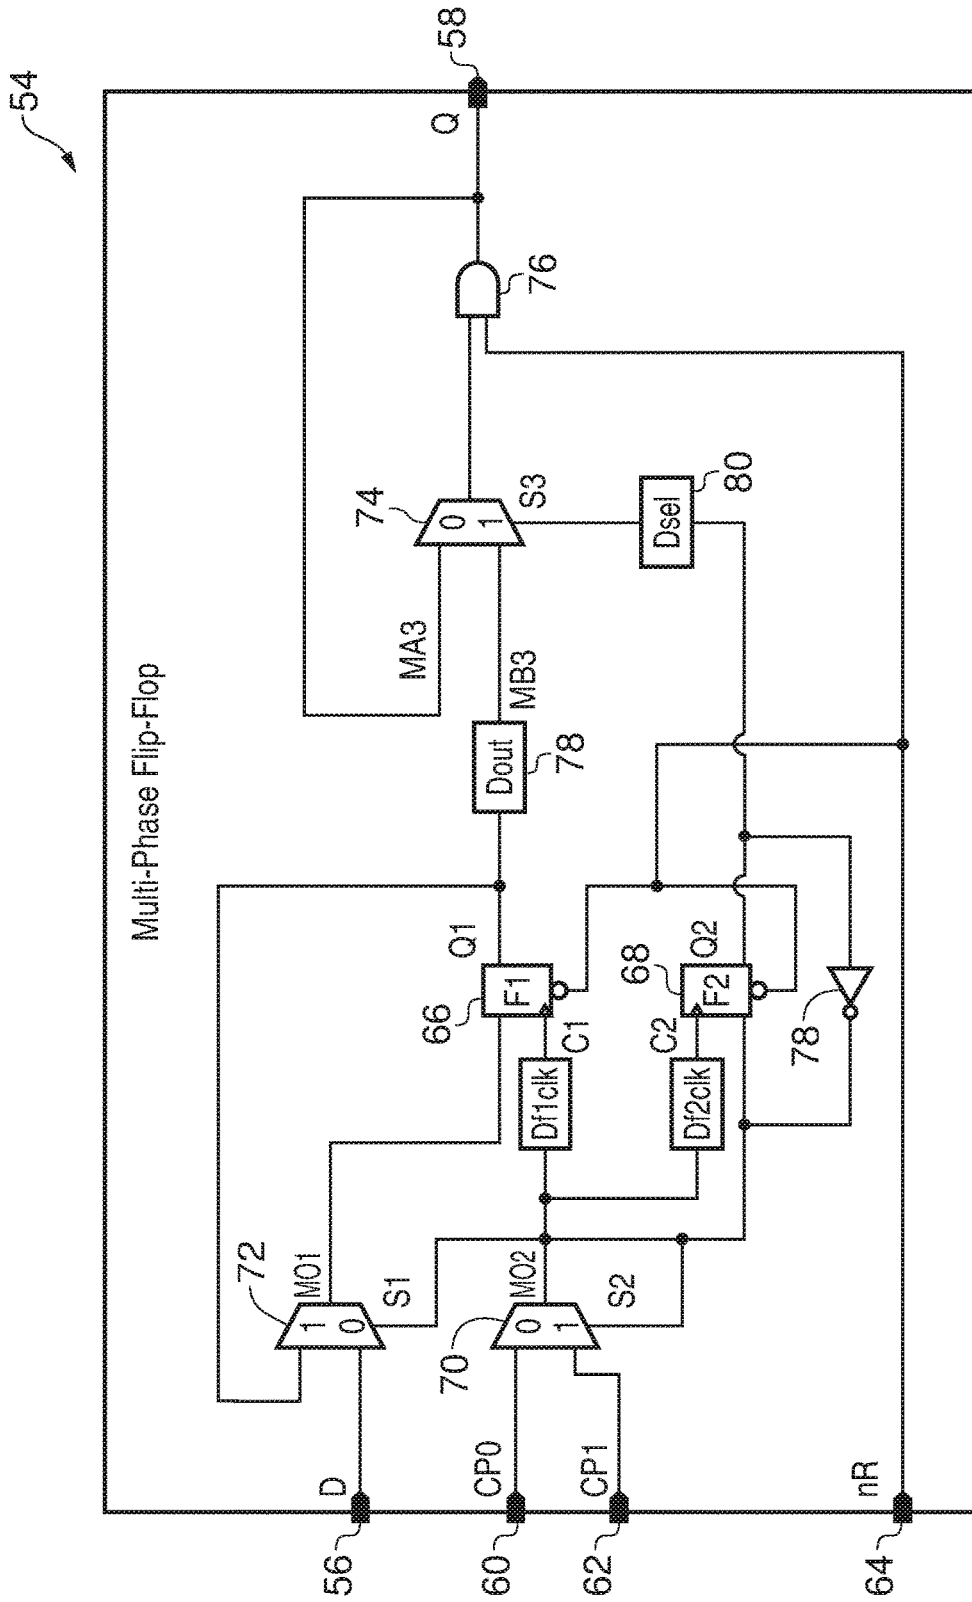 54
Multi-Phase Flip-Flop
D
56
CP0
60
CP1
62
nR
64
Q
58
72
1
0
MO1
S1
70
0
1
MO2
S2
Df1clk
C1
Df2clk
C2
66
F1
Q1
68
F2
Q2
78
Dout
78
MA3
MB3
74
0
1
S3
Dsel
80
76